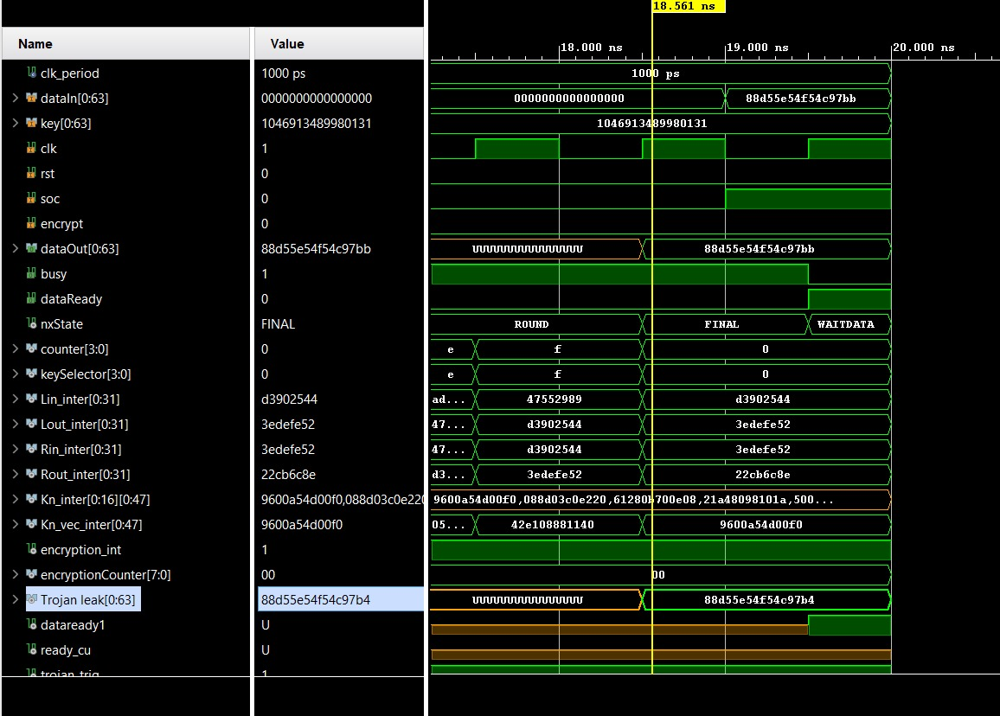 18.561 ns
Name Value 18.000 ns 19.000 ns 20.000 ns
clk_period 1000 ps 1000 ps
dataIn[0:63] 0000000000000000 0000000000000000 88d55e54f54c97bb
key[0:63] 1046913489980131 1046913489980131
clk 1
rst 0
soc 0
encrypt 0
dataOut[0:63] 88d55e54f54c97bb UUUUUUUUUUUUUUUU 88d55e54f54c97bb
busy 1
dataReady 0
nxState FINAL ROUND FINAL WAITDATA
counter[3:0] 0 e f 0
keySelector[3:0] 0 e f 0
Lin_inter[0:31] d3902544 ad... 47552989 d3902544
Lout_inter[0:31] 3edefe52 47... d3902544 3edefe52
Rin_inter[0:31] 3edefe52 47... d3902544 3edefe52
Rout_inter[0:31] 22cb6c8e d3... 3edefe52 22cb6c8e
Kn_inter[0:16][0:47] 9600a54d00f0,088d03c0e220 9600a54d00f0,088d03c0e220,61280b700e08,21a48098101a,500...
Kn_vec_inter[0:47] 9600a54d00f0 05... 42e108881140 9600a54d00f0
encryption_int 1
encryptionCounter[7:0] 00 00
Trojan leak[0:63] 88d55e54f54c97b4 UUUUUUUUUUUUUUUU 88d55e54f54c97b4
dataready1 U
ready_cu U
trojan_trig 1